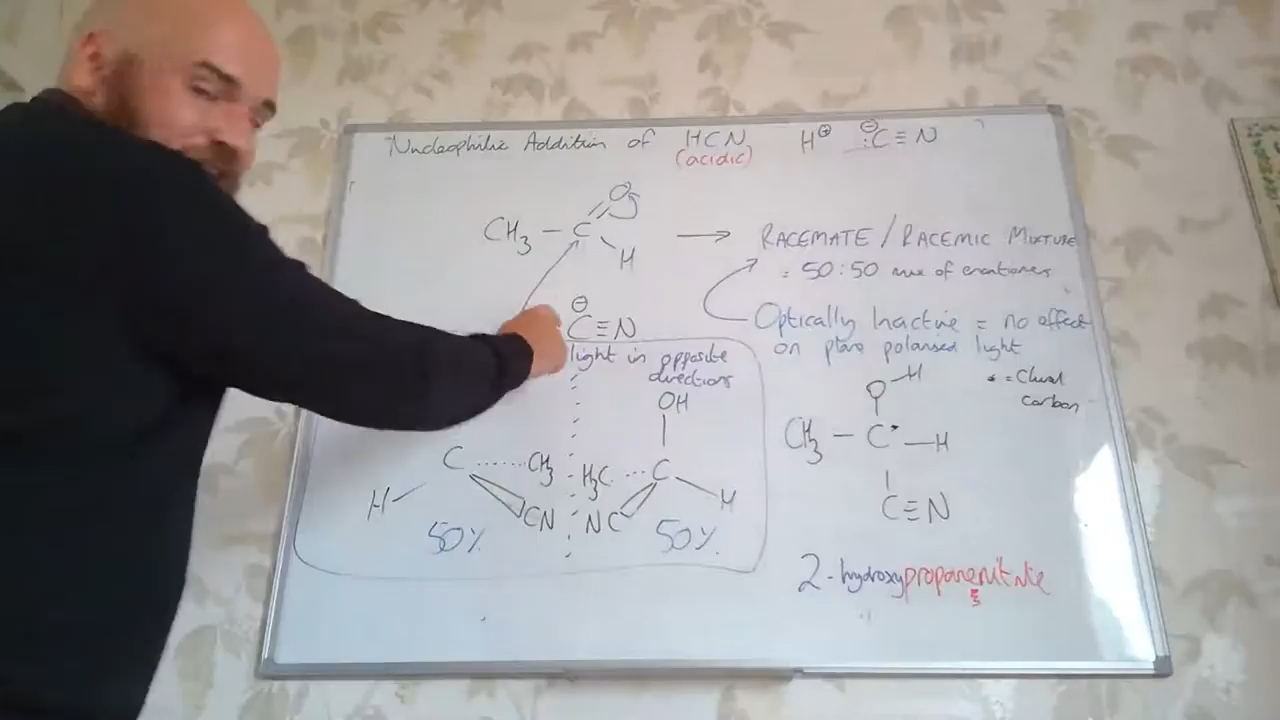 Nucleophilic Addition of HCN H⊕ ⊖:C≡N
(acidic)
O
CH3 – C
H
→ RACEMATE / RACEMIC MIXTURE
= 50:50 mix of enantiomers
⊖
C≡N
Optically Inactive = no effect
on plane polarised light
light in opposite
directions
* = Chiral
carbon
OH
O–H
CH3 – C* – H
C≡N
C CH3
H
CN
50%
H3C C
H
NC
50%
2-hydroxypropanenitrile